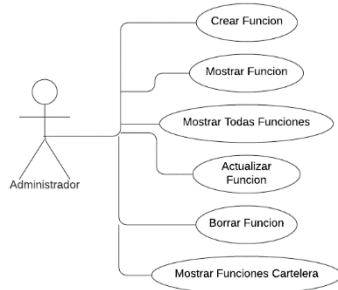 Crear Funcion
Mostrar Funcion
Mostrar Todas Funciones
Administrador
Actualizar
Funcion
Borrar Funcion
Mostrar Funciones Cartelera